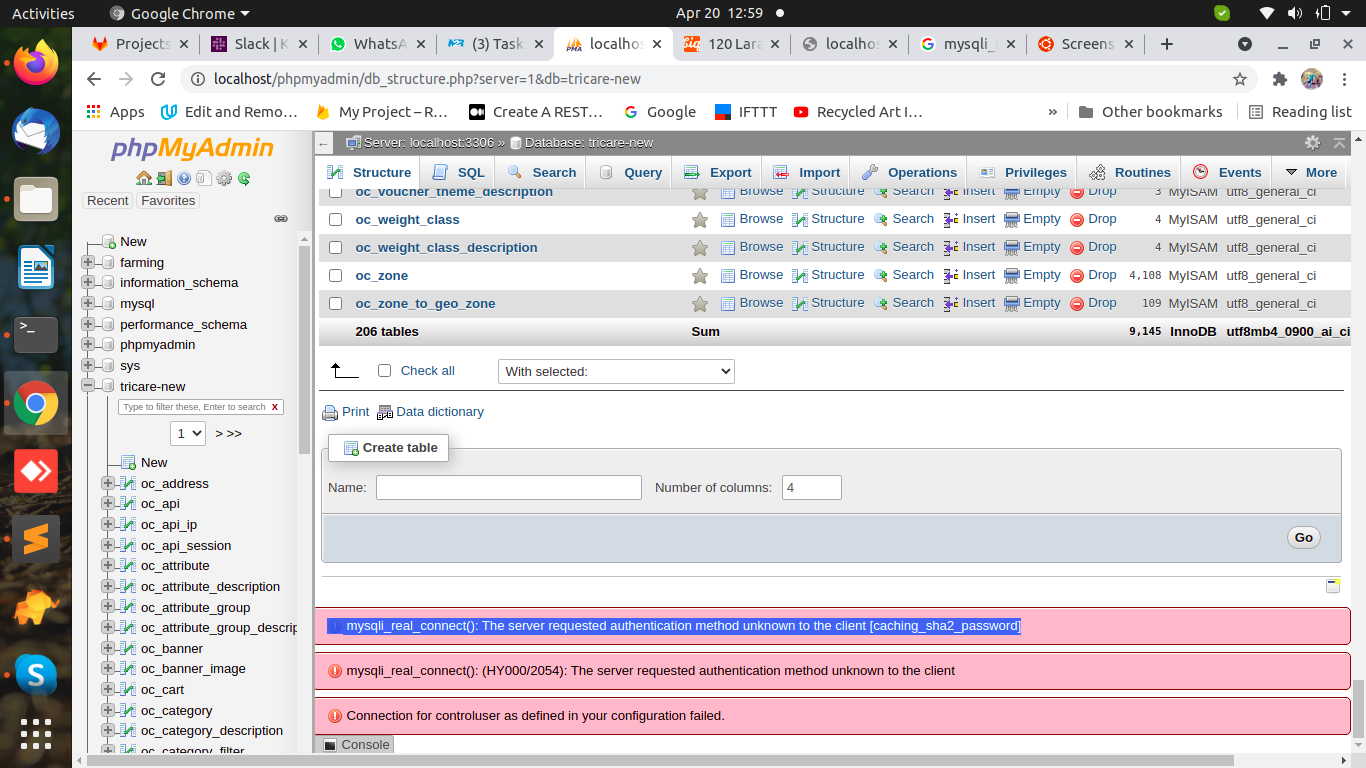 Activities
Google Chrome
Apr 20 12:59
Projects
Slack | K
WhatsA
(3) Task
localhos
120 Lara
localhos
mysqli_
Screens
localhost/phpmyadmin/db_structure.php?server=1&db=tricare-new
Apps
Edit and Remo…
My Project – R…
Create A REST…
Google
IFTTT
Recycled Art I…
»
Other bookmarks
Reading list
phpMyAdmin
Recent
Favorites
New
farming
information_schema
mysql
performance_schema
phpmyadmin
sys
tricare-new
Type to filter these, Enter to search X
1 > >>
New
oc_address
oc_api
oc_api_ip
oc_api_session
oc_attribute
oc_attribute_description
oc_attribute_group
oc_attribute_group_descrip
oc_banner
oc_banner_image
oc_cart
oc_category
oc_category_description
oc_category_filter
Server: localhost:3306 » Database: tricare-new
Structure SQL Search Query Export Import Operations Privileges Routines Events More
oc_voucher_theme_description Browse Structure Search Insert Empty Drop 3 MyISAM utf8_general_ci
oc_weight_class Browse Structure Search Insert Empty Drop 4 MyISAM utf8_general_ci
oc_weight_class_description Browse Structure Search Insert Empty Drop 4 MyISAM utf8_general_ci
oc_zone Browse Structure Search Insert Empty Drop 4,108 MyISAM utf8_general_ci
oc_zone_to_geo_zone Browse Structure Search Insert Empty Drop 109 MyISAM utf8_general_ci
206 tables Sum 9,145 InnoDB utf8mb4_0900_ai_ci
Check all With selected:
Print Data dictionary
Create table
Name: Number of columns: 4
Go
mysqli_real_connect(): The server requested authentication method unknown to the client [caching_sha2_password]
mysqli_real_connect(): (HY000/2054): The server requested authentication method unknown to the client
Connection for controluser as defined in your configuration failed.
Console